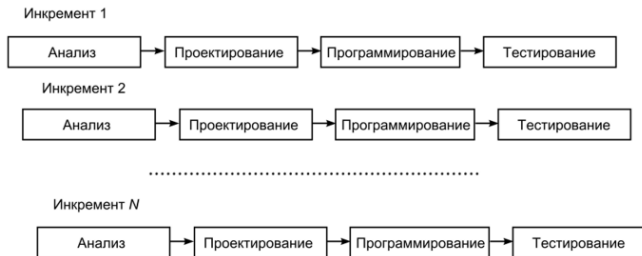 Инкремент 1
Анализ Проектирование Программирование Тестирование
Инкремент 2
Анализ Проектирование Программирование Тестирование
Инкремент N
Анализ Проектирование Программирование Тестирование